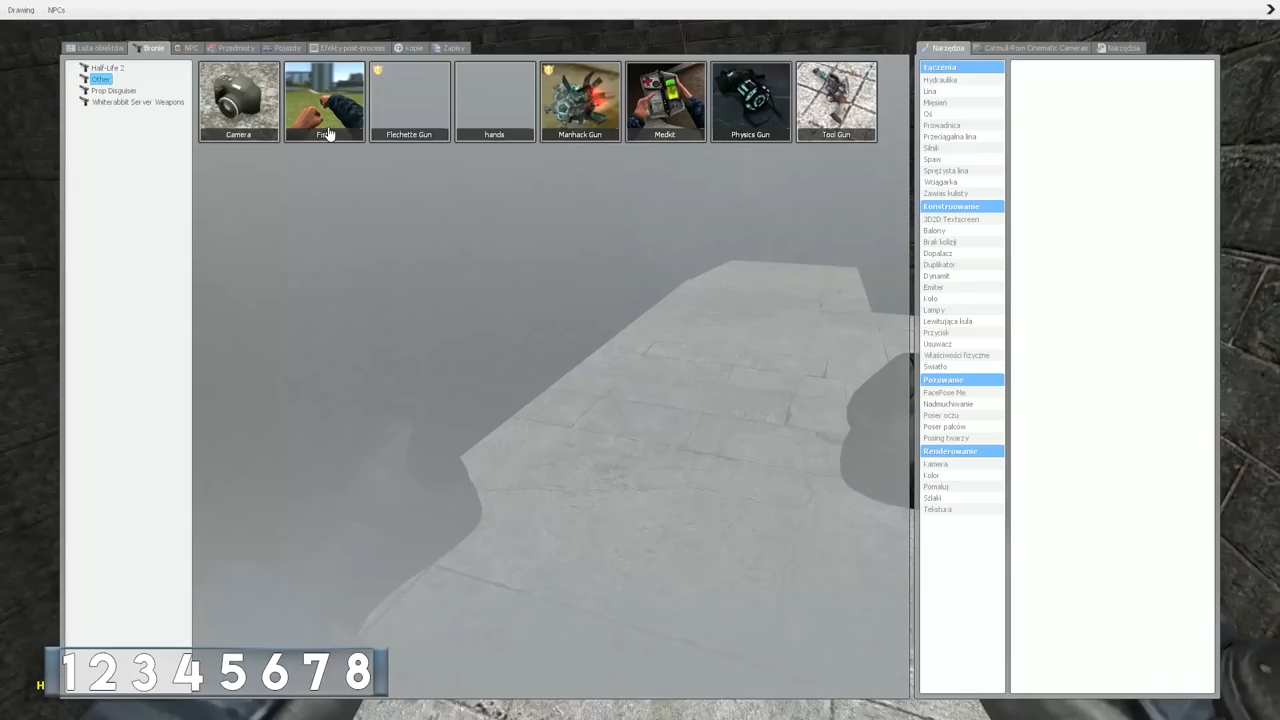 Drawing NPCs
Lista obiektów Bronie NPC Przedmioty Pojazdy Efekty post-process Kopie Zapisy
Half-Life 2
Other
Prop Disguiser
Whiterabbit Server Weapons
Camera
Flechette Gun
hands
Manhack Gun
Medkit
Physics Gun
Tool Gun
Narzędzia Catmull-Rom Cinematic Cameras Narzędzia
Łączenia
Hydraulika
Lina
Mięsień
Oś
Prowadnica
Przeciągalna lina
Silnik
Spaw
Sprężysta lina
Wciągarka
Zawias kulisty
Konstruowanie
3D2D Textscreen
Balony
Brak kolizji
Dopalacz
Duplikator
Dynamit
Emiter
Koło
Lampy
Lewitująca kula
Przycisk
Usuwacz
Właściwości fizyczne
Światło
Pozowanie
FacePose Me
Nadmuchiwanie
Poser oczu
Poser palców
Posing twarzy
Renderowanie
Kamera
Kolor
Pomaluj
Szlaki
Tekstura
H
1 2 3 4 5 6 7 8